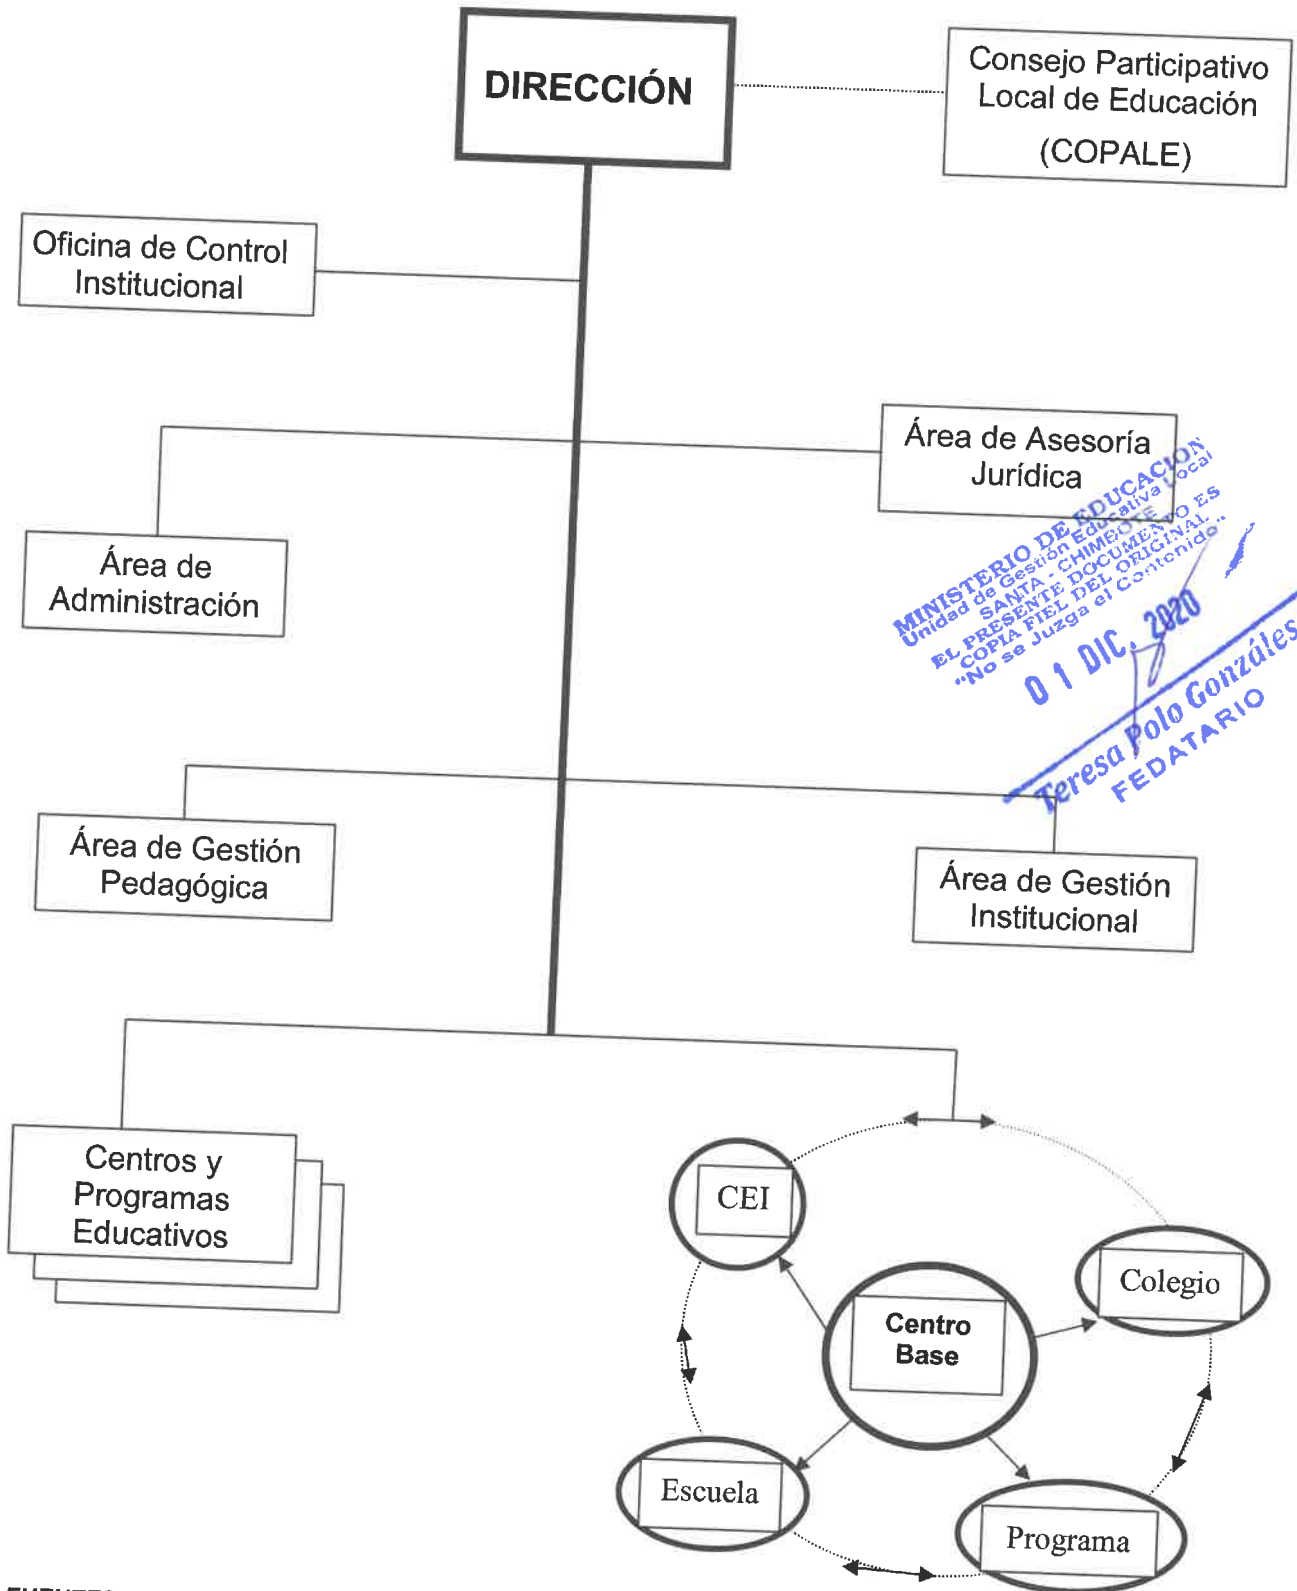 DIRECCIÓN
Consejo Participativo
Local de Educación
(COPALE)
Oficina de Control
Institucional
Área de Asesoría
Jurídica
Área de
Administración
MINISTERIO DE EDUCACION
Unidad de Gestión Educativa Local
SANTA - CHIMBOTE
EL PRESENTE DOCUMENTO ES
COPIA FIEL DEL ORIGINAL
"No se Juzga el Contenido"
01 DIC. 2020
Teresa Polo Gonzáles
FEDATARIO
Área de Gestión
Pedagógica
Área de Gestión
Institucional
Centros y
Programas
Educativos
CEI
Colegio
Centro
Base
Escuela
Programa